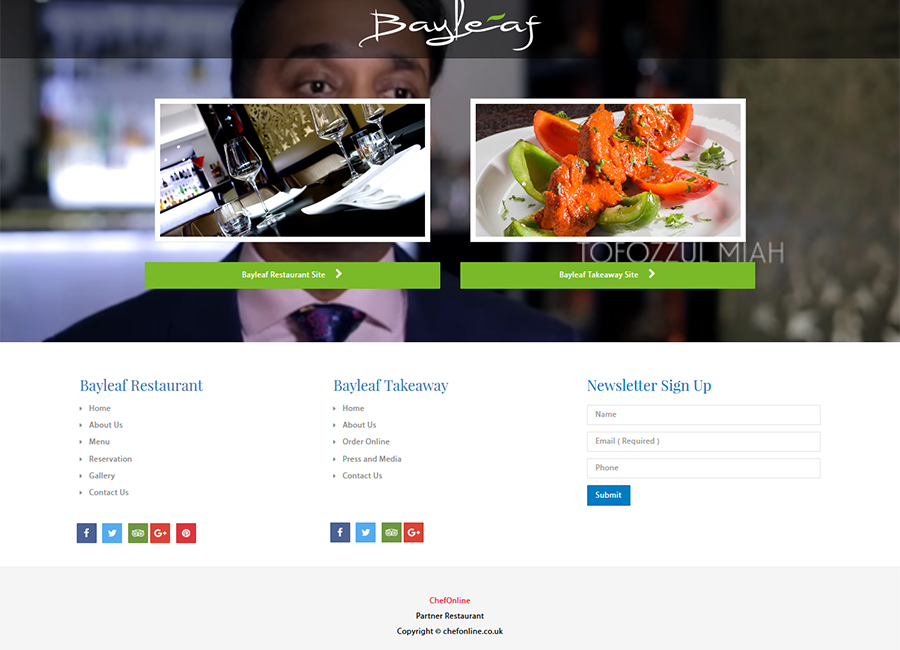 Bayleaf
TOFOZZUL MIAH
Bayleaf Restaurant Site
Bayleaf Takeaway Site
Bayleaf Restaurant
Home
About Us
Menu
Reservation
Gallery
Contact Us
Bayleaf Takeaway
Home
About Us
Order Online
Press and Media
Contact Us
Newsletter Sign Up
Name
Email ( Required )
Phone
Submit
ChefOnline
Partner Restaurant
Copyright © chefonline.co.uk